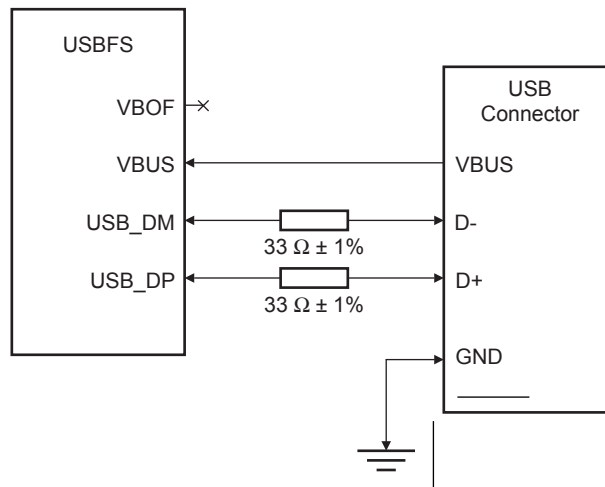 USBFS
VBOF
VBUS
USB_DM
USB_DP
33 Ω ± 1%
33 Ω ± 1%
USB
Connector
VBUS
D-
D+
GND